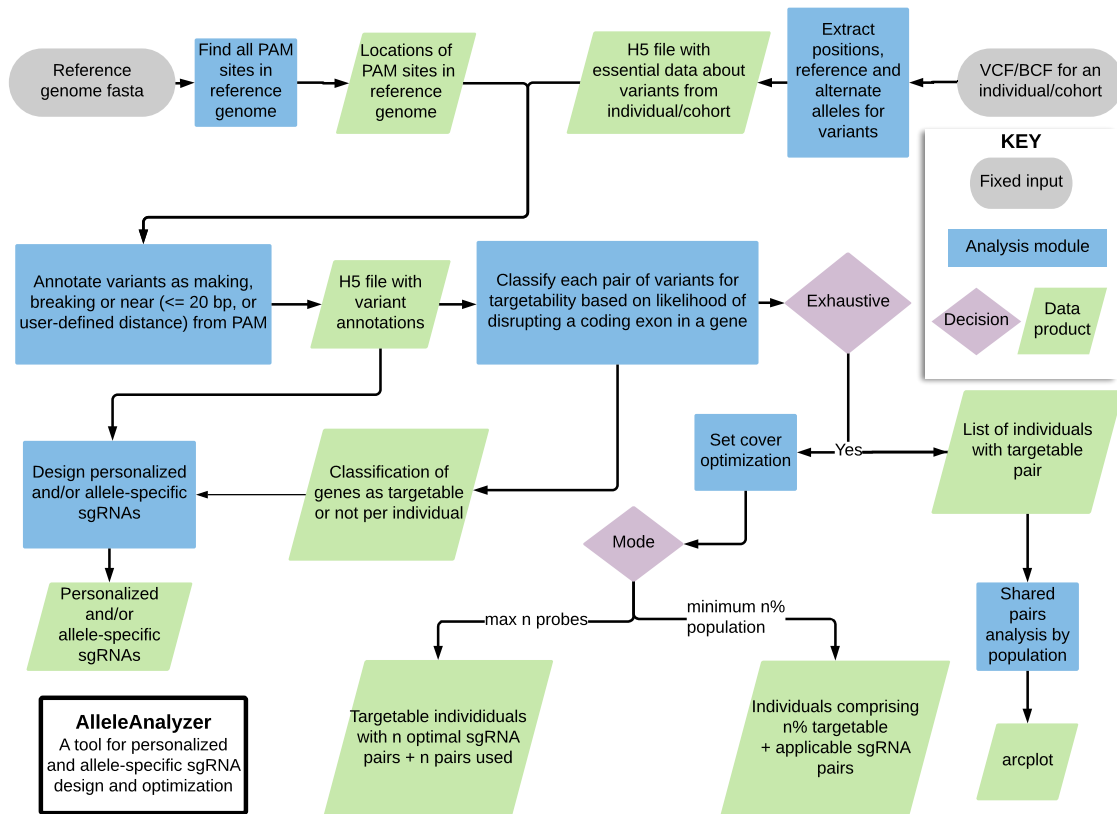 Reference
genome fasta
Find all PAM
sites in
reference
genome
Locations of
PAM sites in
reference
genome
H5 file with
essential data about
variants from
individual/cohort
Extract
positions,
reference and
alternate
alleles for
variants
VCF/BCF for an
individual/cohort
KEY
Fixed input
Analysis module
Decision
Data
product
Annotate variants as making,
breaking or near (<= 20 bp, or
user-defined distance) from PAM
H5 file with
variant
annotations
Classify each pair of variants for
targetability based on likelihood of
disrupting a coding exon in a gene
Exhaustive
Yes
Set cover
optimization
List of individuals
with targetable
pair
Design personalized
and/or allele-specific
sgRNAs
Classification of
genes as targetable
or not per individual
Mode
max n probes
minimum n%
population
Personalized
and/or
allele-specific
sgRNAs
Shared
pairs
analysis by
population
Targetable individiduals
with n optimal sgRNA
pairs + n pairs used
Individuals comprising
n% targetable
+ applicable sgRNA
pairs
arcplot
AlleleAnalyzer
A tool for personalized
and allele-specific sgRNA
design and optimization